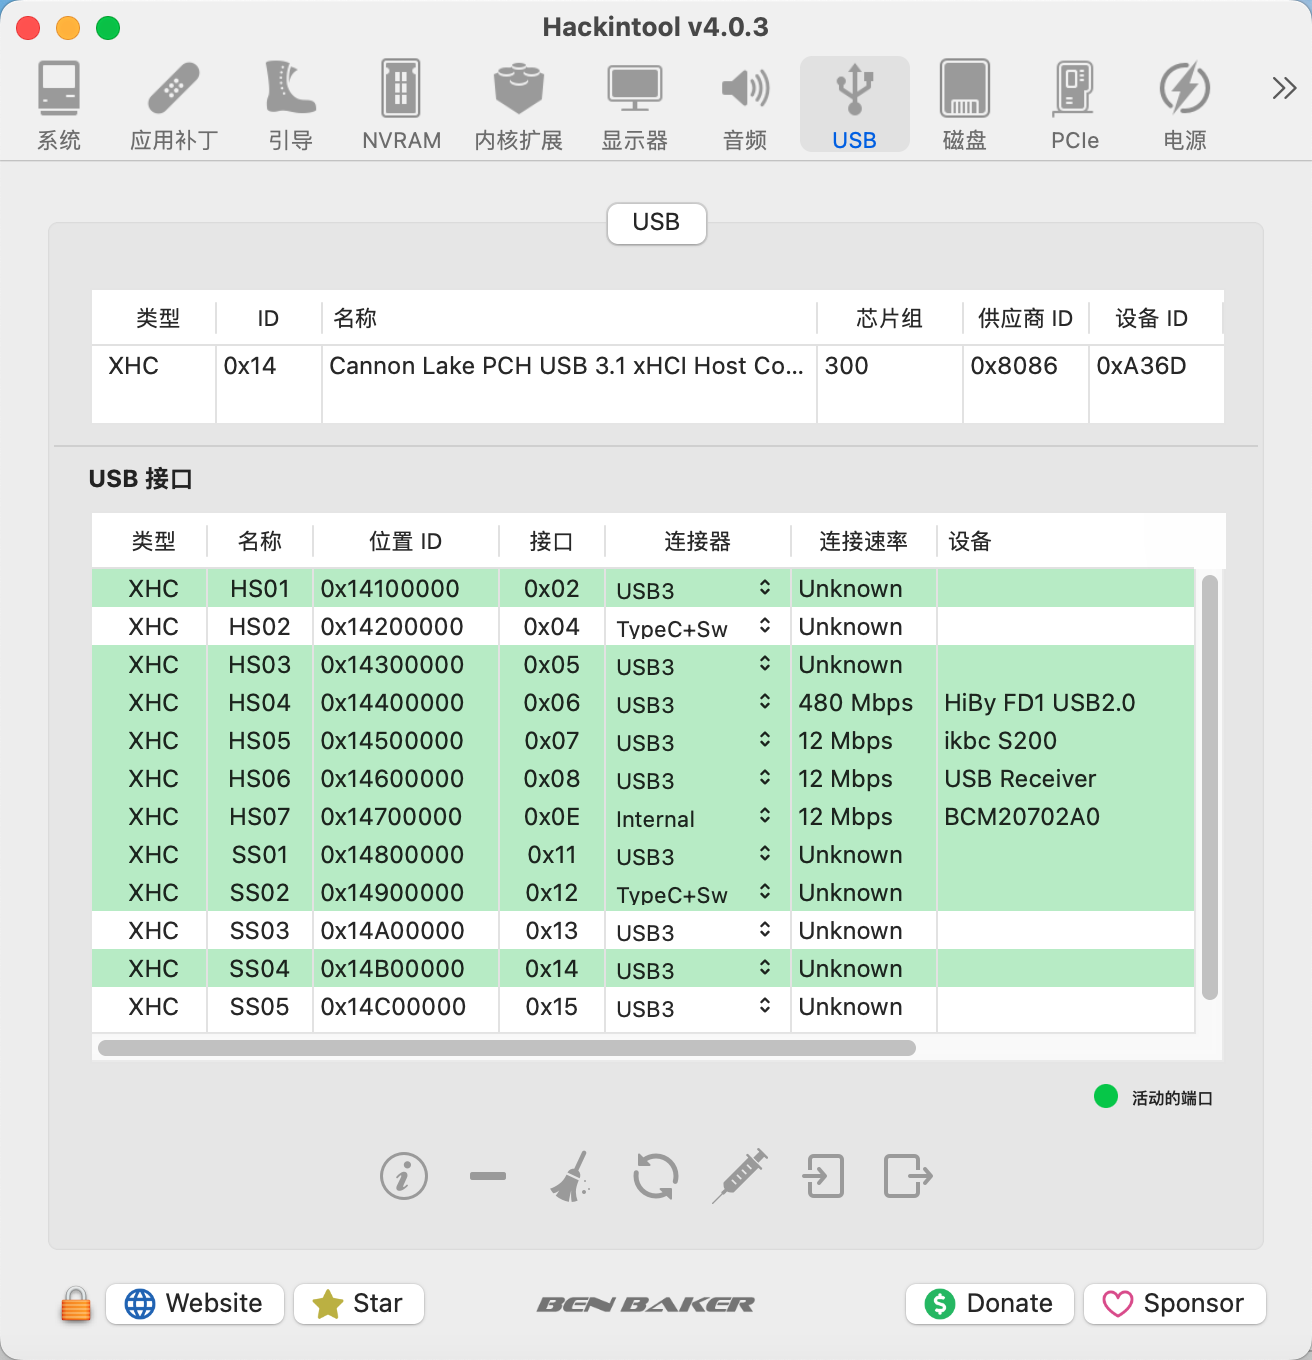 Hackintool v4.0.3
系统 应用补丁 引导 NVRAM 内核扩展 显示器 音频 USB 磁盘 PCIe 电源
USB
类型 ID 名称 芯片组 供应商 ID 设备 ID
XHC 0x14 Cannon Lake PCH USB 3.1 xHCI Host Co... 300 0x8086 0xA36D
USB 接口
类型 名称 位置 ID 接口 连接器 连接速率 设备
XHC HS01 0x14100000 0x02 USB3 Unknown
XHC HS02 0x14200000 0x04 TypeC+Sw Unknown
XHC HS03 0x14300000 0x05 USB3 Unknown
XHC HS04 0x14400000 0x06 USB3 480 Mbps HiBy FD1 USB2.0
XHC HS05 0x14500000 0x07 USB3 12 Mbps ikbc S200
XHC HS06 0x14600000 0x08 USB3 12 Mbps USB Receiver
XHC HS07 0x14700000 0x0E Internal 12 Mbps BCM20702A0
XHC SS01 0x14800000 0x11 USB3 Unknown
XHC SS02 0x14900000 0x12 TypeC+Sw Unknown
XHC SS03 0x14A00000 0x13 USB3 Unknown
XHC SS04 0x14B00000 0x14 USB3 Unknown
XHC SS05 0x14C00000 0x15 USB3 Unknown
活动的端口
Website Star BEN BAKER Donate Sponsor